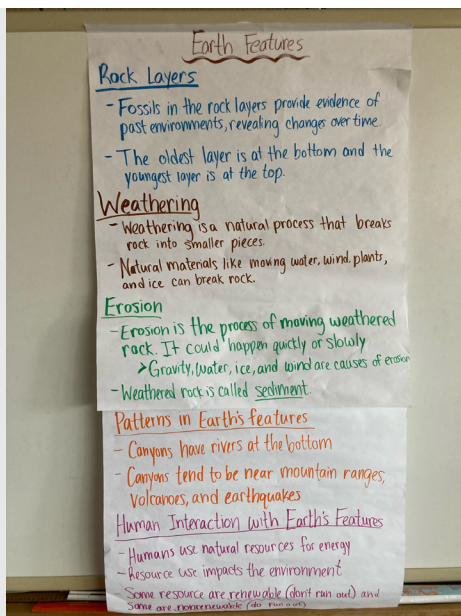 Earth Features
Rock Layers
- Fossils in the rock layers provide evidence of
past environments, revealing changes over time.
- The oldest layer is at the bottom and the
youngest layer is at the top.
Weathering
- Weathering is a natural process that breaks
rock into smaller pieces.
- Natural materials like moving water, wind, plants,
and ice can break rock.
Erosion
- Erosion is the process of moving weathered
rock. It could happen quickly or slowly
> Gravity, water, ice, and wind are causes of erosion
- Weathered rock is called sediment.
Patterns in Earth's features
- Canyons have rivers at the bottom
- Canyons tend to be near mountain ranges,
volcanoes, and earthquakes
Human Interaction with Earth's Features
- Humans use natural resources for energy
- Resource use impacts the environment
Some resource are renewable (don't run out) and
some are nonrenewable (do run out)